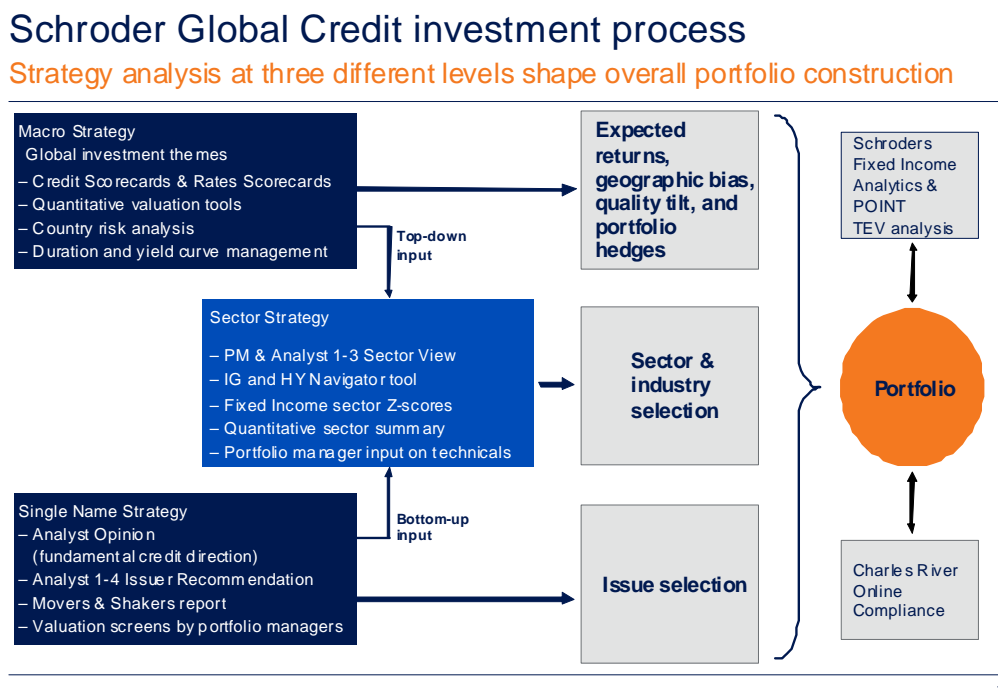 Schroder Global Credit investment process
Strategy analysis at three different levels shape overall portfolio construction
Macro Strategy
Global investment themes
– Credit Scorecards & Rates Scorecards
– Quantitative valuation tools
– Country risk analysis
– Duration and yield curve management
Top-down
input
Expected
returns,
geographic bias,
quality tilt, and
portfolio
hedges
Schroders
Fixed Income
Analytics &
POINT
TEV analysis
Sector Strategy
– PM & Analyst 1-3 Sector View
– IG and HY Navigator tool
– Fixed Income sector Z-scores
– Quantitative sector summary
– Portfolio manager input on technicals
Sector &
industry
selection
Portfolio
Single Name Strategy
– Analyst Opinion
(fundamental credit direction)
– Analyst 1-4 Issuer Recommendation
– Movers & Shakers report
– Valuation screens by portfolio managers
Bottom-up
input
Issue selection
Charles River
Online
Compliance